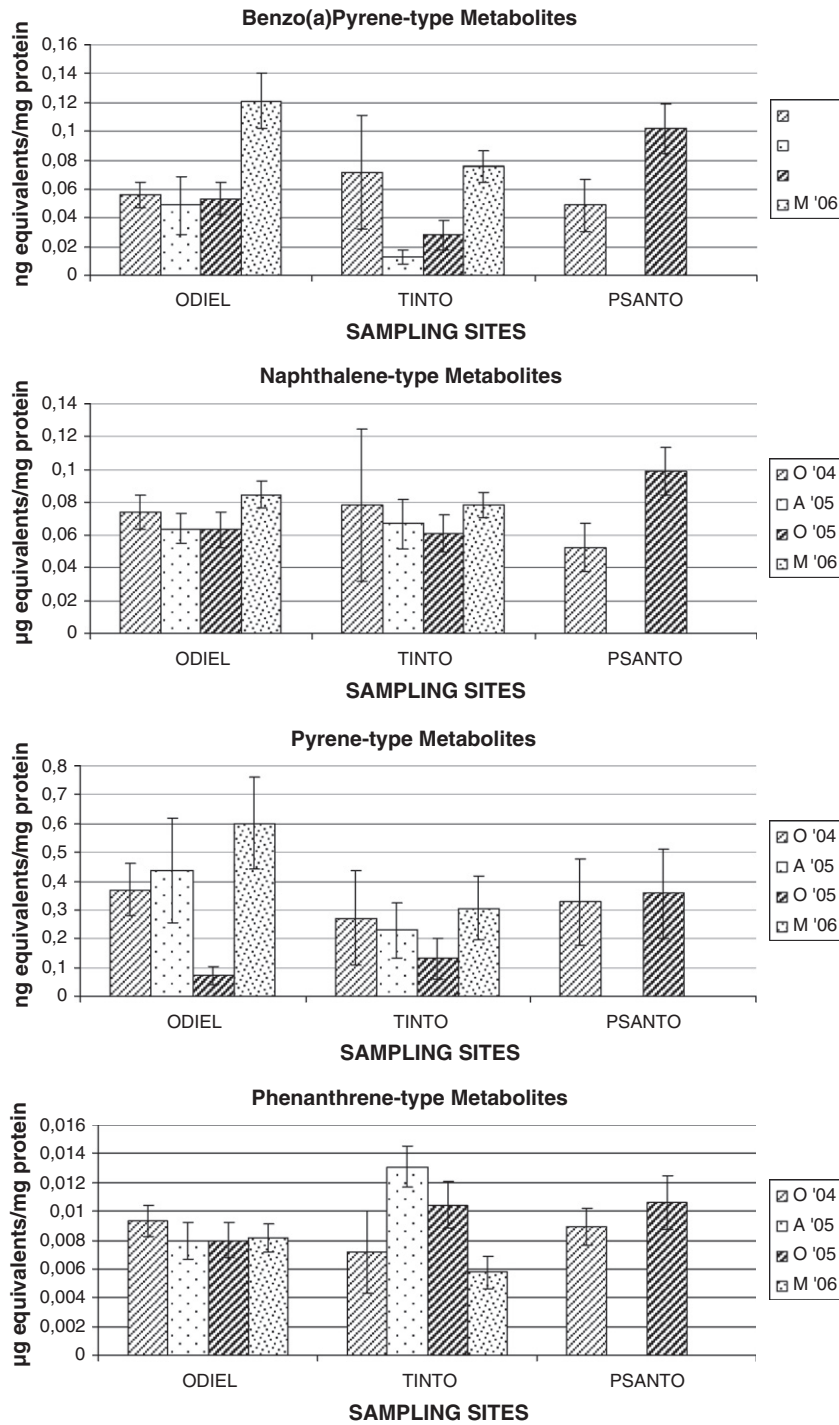 Benzo(a)Pyrene-type Metabolites
ng equivalents/mg protein
0,16
0,14
0,12
0,1
0,08
0,06
0,04
0,02
0
ODIEL TINTO PSANTO
SAMPLING SITES
M '06
Naphthalene-type Metabolites
µg equivalents/mg protein
0,14
0,12
0,1
0,08
0,06
0,04
0,02
0
ODIEL TINTO PSANTO
SAMPLING SITES
O '04
A '05
O '05
M '06
Pyrene-type Metabolites
ng equivalents/mg protein
0,8
0,7
0,6
0,5
0,4
0,3
0,2
0,1
0
ODIEL TINTO PSANTO
SAMPLING SITES
O '04
A '05
O '05
M '06
Phenanthrene-type Metabolites
µg equivalents/mg protein
0,016
0,014
0,012
0,01
0,008
0,006
0,004
0,002
0
ODIEL TINTO PSANTO
SAMPLING SITES
O '04
A '05
O '05
M '06